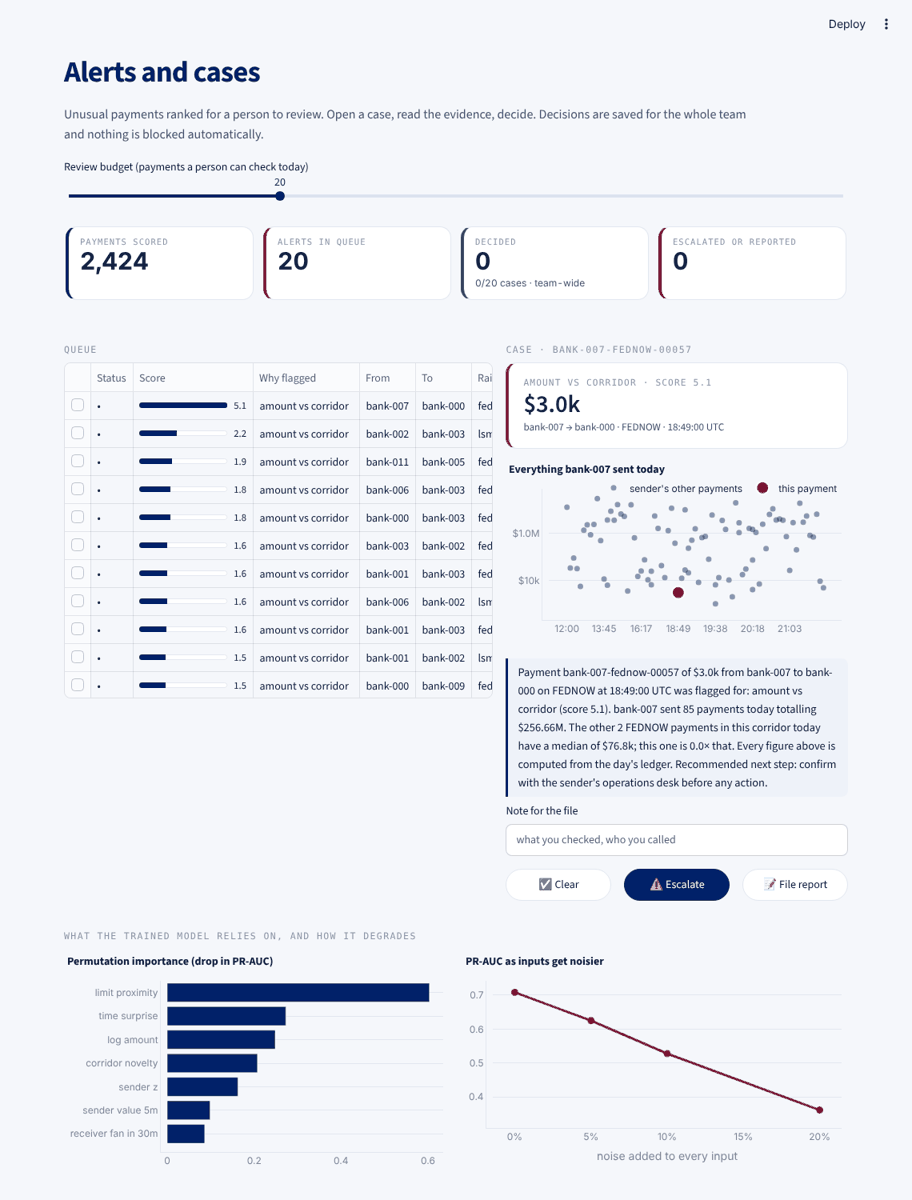 Deploy
Alerts and cases
Unusual payments ranked for a person to review. Open a case, read the evidence, decide. Decisions are saved for the whole team
and nothing is blocked automatically.
Review budget (payments a person can check today)
20
PAYMENTS SCORED
2,424
ALERTS IN QUEUE
20
DECIDED
0
0/20 cases · team-wide
ESCALATED OR REPORTED
0
QUEUE
Status Score Why flagged From To Rai
• 5.1 amount vs corridor bank-007 bank-000 fed
• 2.2 amount vs corridor bank-002 bank-003 lsm
• 1.9 amount vs corridor bank-011 bank-005 fed
• 1.8 amount vs corridor bank-006 bank-003 fed
• 1.8 amount vs corridor bank-000 bank-003 fed
• 1.6 amount vs corridor bank-003 bank-002 fed
• 1.6 amount vs corridor bank-001 bank-003 fed
• 1.6 amount vs corridor bank-006 bank-002 lsm
• 1.6 amount vs corridor bank-001 bank-003 fed
• 1.5 amount vs corridor bank-001 bank-002 lsm
• 1.5 amount vs corridor bank-000 bank-009 fed
CASE · BANK-007-FEDNOW-00057
AMOUNT VS CORRIDOR · SCORE 5.1
$3.0k
bank-007 → bank-000 · FEDNOW · 18:49:00 UTC
Everything bank-007 sent today
sender's other payments this payment
$1.0M
$10k
12:00 13:45 16:17 18:49 19:38 20:18 21:03
Payment bank-007-fednow-00057 of $3.0k from bank-007 to bank-
000 on FEDNOW at 18:49:00 UTC was flagged for: amount vs
corridor (score 5.1). bank-007 sent 85 payments today totalling
$256.66M. The other 2 FEDNOW payments in this corridor today
have a median of $76.8k; this one is 0.0× that. Every figure above is
computed from the day's ledger. Recommended next step: confirm
with the sender's operations desk before any action.
Note for the file
what you checked, who you called
Clear
Escalate
File report
WHAT THE TRAINED MODEL RELIES ON, AND HOW IT DEGRADES
Permutation importance (drop in PR-AUC)
limit proximity
time surprise
log amount
corridor novelty
sender z
sender value 5m
receiver fan in 30m
0 0.2 0.4 0.6
PR-AUC as inputs get noisier
0.7
0.6
0.5
0.4
0% 5% 10% 15% 20%
noise added to every input